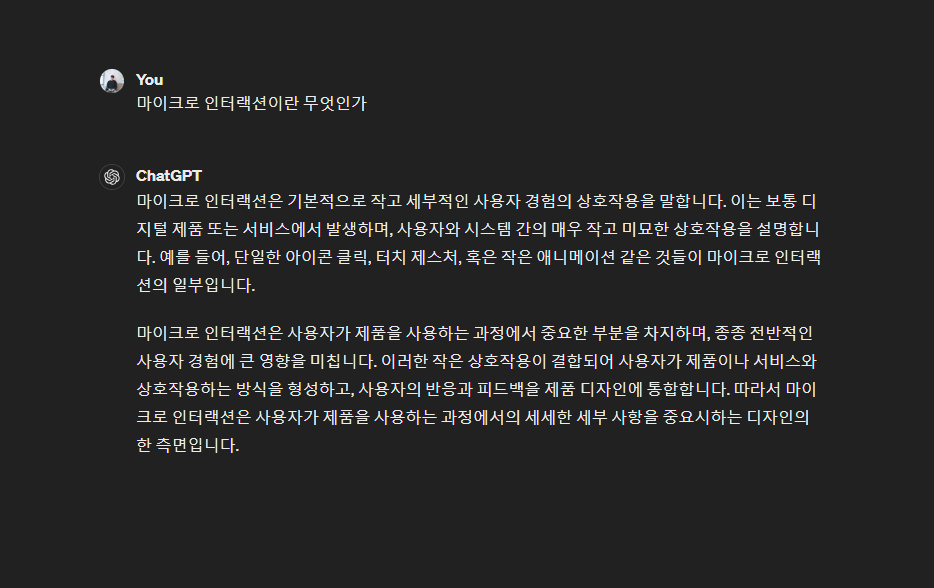 You
마이크로 인터랙션이란 무엇인가
ChatGPT
마이크로 인터랙션은 기본적으로 작고 세부적인 사용자 경험의 상호작용을 말합니다. 이는 보통 디
지털 제품 또는 서비스에서 발생하며, 사용자와 시스템 간의 매우 작고 미묘한 상호작용을 설명합니
다. 예를 들어, 단일한 아이콘 클릭, 터치 제스처, 혹은 작은 애니메이션 같은 것들이 마이크로 인터랙
션의 일부입니다.
마이크로 인터랙션은 사용자가 제품을 사용하는 과정에서 중요한 부분을 차지하며, 종종 전반적인
사용자 경험에 큰 영향을 미칩니다. 이러한 작은 상호작용이 결합되어 사용자가 제품이나 서비스와
상호작용하는 방식을 형성하고, 사용자의 반응과 피드백을 제품 디자인에 통합합니다. 따라서 마이
크로 인터랙션은 사용자가 제품을 사용하는 과정에서의 세세한 세부 사항을 중요시하는 디자인의
한 측면입니다.